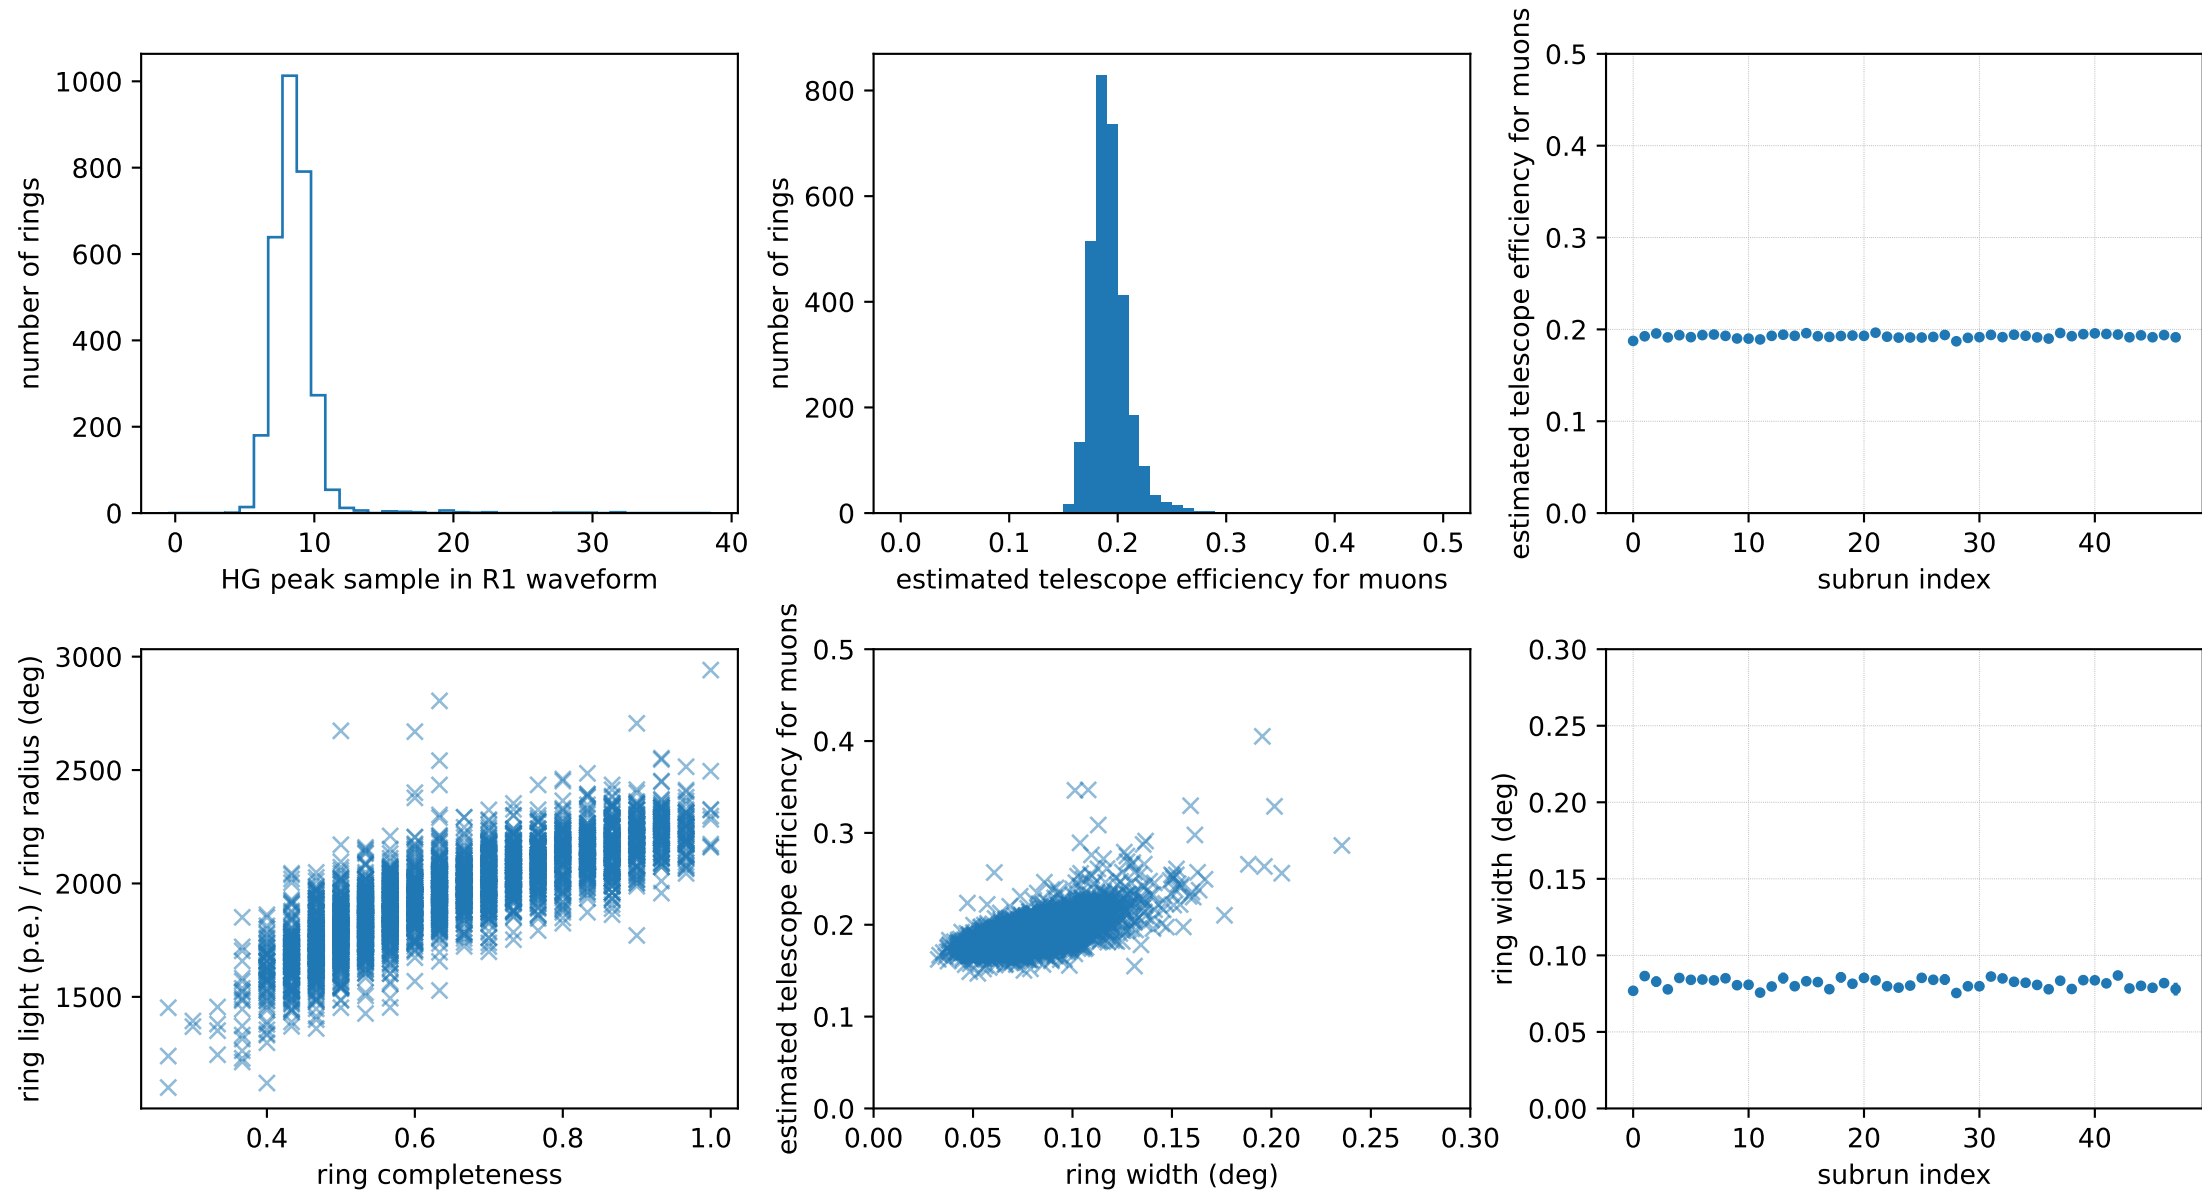 number of rings
1000
800
600
400
200
0
0 10 20 30 40
HG peak sample in R1 waveform
number of rings
800
600
400
200
0
0.0 0.1 0.2 0.3 0.4 0.5
estimated telescope efficiency for muons
estimated telescope efficiency for muons
0.5
0.4
0.3
0.2
0.1
0.0
0 10 20 30 40
subrun index
ring light (p.e.) / ring radius (deg)
3000
2500
2000
1500
0.4 0.6 0.8 1.0
ring completeness
estimated telescope efficiency for muons
0.5
0.4
0.3
0.2
0.1
0.0
0.00 0.05 0.10 0.15 0.20 0.25 0.30
ring width (deg)
ring width (deg)
0.30
0.25
0.20
0.15
0.10
0.05
0.00
0 10 20 30 40
subrun index